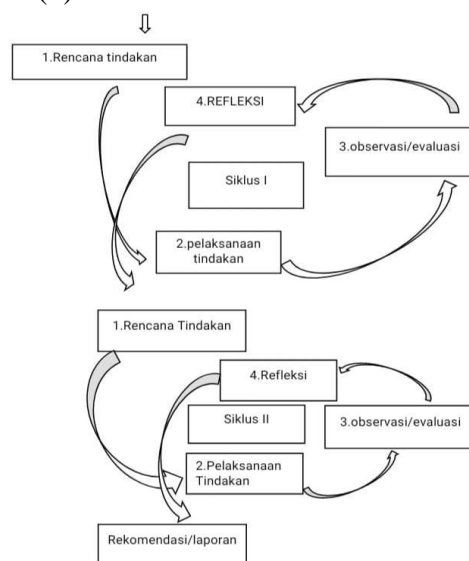 1.Rencana tindakan
4.REFLEKSI
3.observasi/evaluasi
Siklus I
2.pelaksanaan
tindakan
1.Rencana Tindakan
4.Refleksi
Siklus II
3.observasi/evaluasi
2.Pelaksanaan
Tindakan
Rekomendasi/laporan